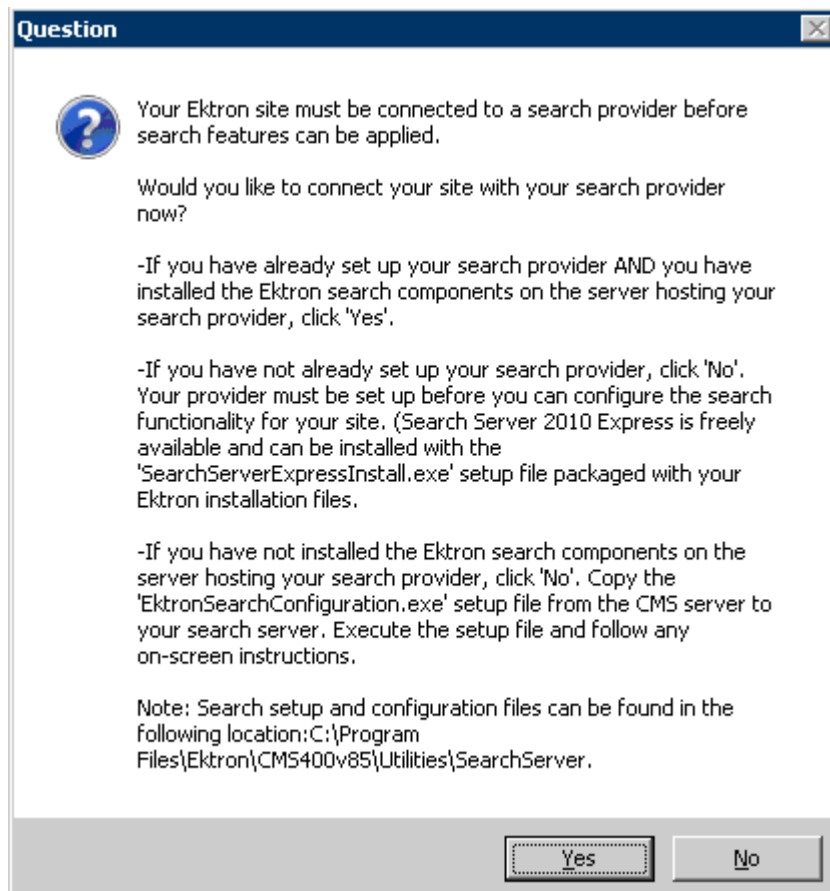 Question
Your Ektron site must be connected to a search provider before
search features can be applied.
Would you like to connect your site with your search provider
now?
-If you have already set up your search provider AND you have
installed the Ektron search components on the server hosting your
search provider, click 'Yes'.
-If you have not already set up your search provider, click 'No'.
Your provider must be set up before you can configure the search
functionality for your site. (Search Server 2010 Express is freely
available and can be installed with the
'SearchServerExpressInstall.exe' setup file packaged with your
Ektron installation files.
-If you have not installed the Ektron search components on the
server hosting your search provider, click 'No'. Copy the
'EktronSearchConfiguration.exe' setup file from the CMS server to
your search server. Execute the setup file and follow any
on-screen instructions.
Note: Search setup and configuration files can be found in the
following location:C:\Program
Files\Ektron\CMS400v85\Utilities\SearchServer.
Yes No